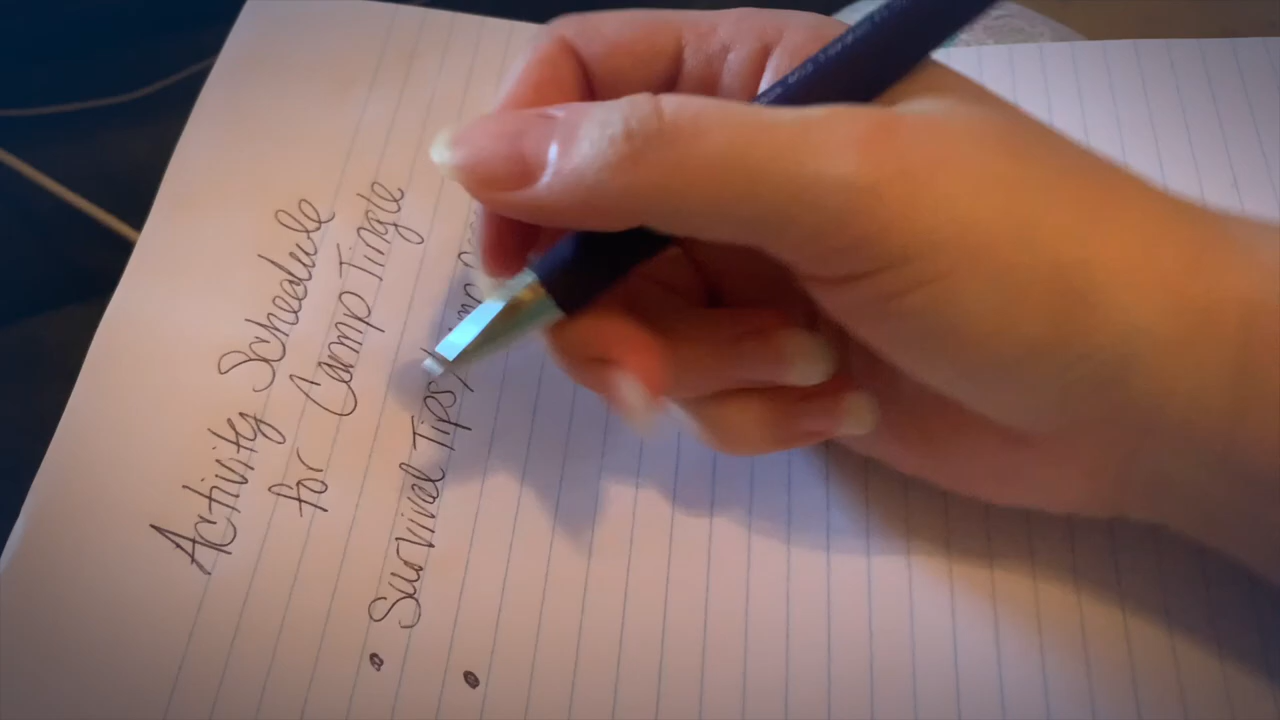 Activity Schedule
for Camp Tingle
• Survival Tips/
•